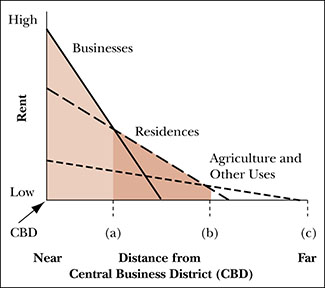 High
Businesses
Rent
Residences
Agriculture and
Other Uses
Low
CBD
(a)
(b)
(c)
Near
Distance from
Central Business District (CBD)
Far